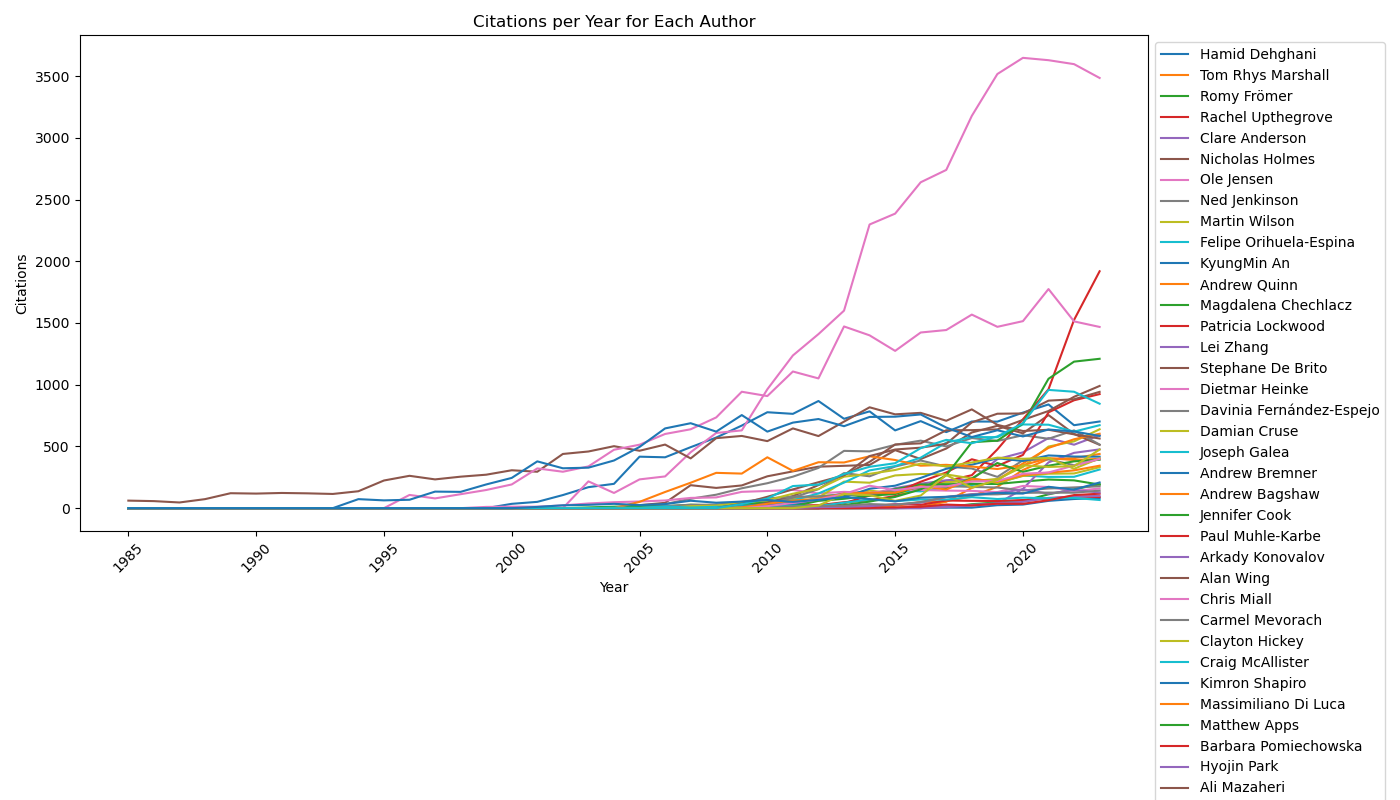 Citations per Year for Each Author
3500
3000
2500
2000
1500
1000
500
0
Citations
1985
1990
1995
2000
2005
2010
2015
2020
Year
Hamid Dehghani
Tom Rhys Marshall
Romy Frömer
Rachel Upthegrove
Clare Anderson
Nicholas Holmes
Ole Jensen
Ned Jenkinson
Martin Wilson
Felipe Orihuela-Espina
KyungMin An
Andrew Quinn
Magdalena Chechlacz
Patricia Lockwood
Lei Zhang
Stephane De Brito
Dietmar Heinke
Davinia Fernández-Espejo
Damian Cruse
Joseph Galea
Andrew Bremner
Andrew Bagshaw
Jennifer Cook
Paul Muhle-Karbe
Arkady Konovalov
Alan Wing
Chris Miall
Carmel Mevorach
Clayton Hickey
Craig McAllister
Kimron Shapiro
Massimiliano Di Luca
Matthew Apps
Barbara Pomiechowska
Hyojin Park
Ali Mazaheri